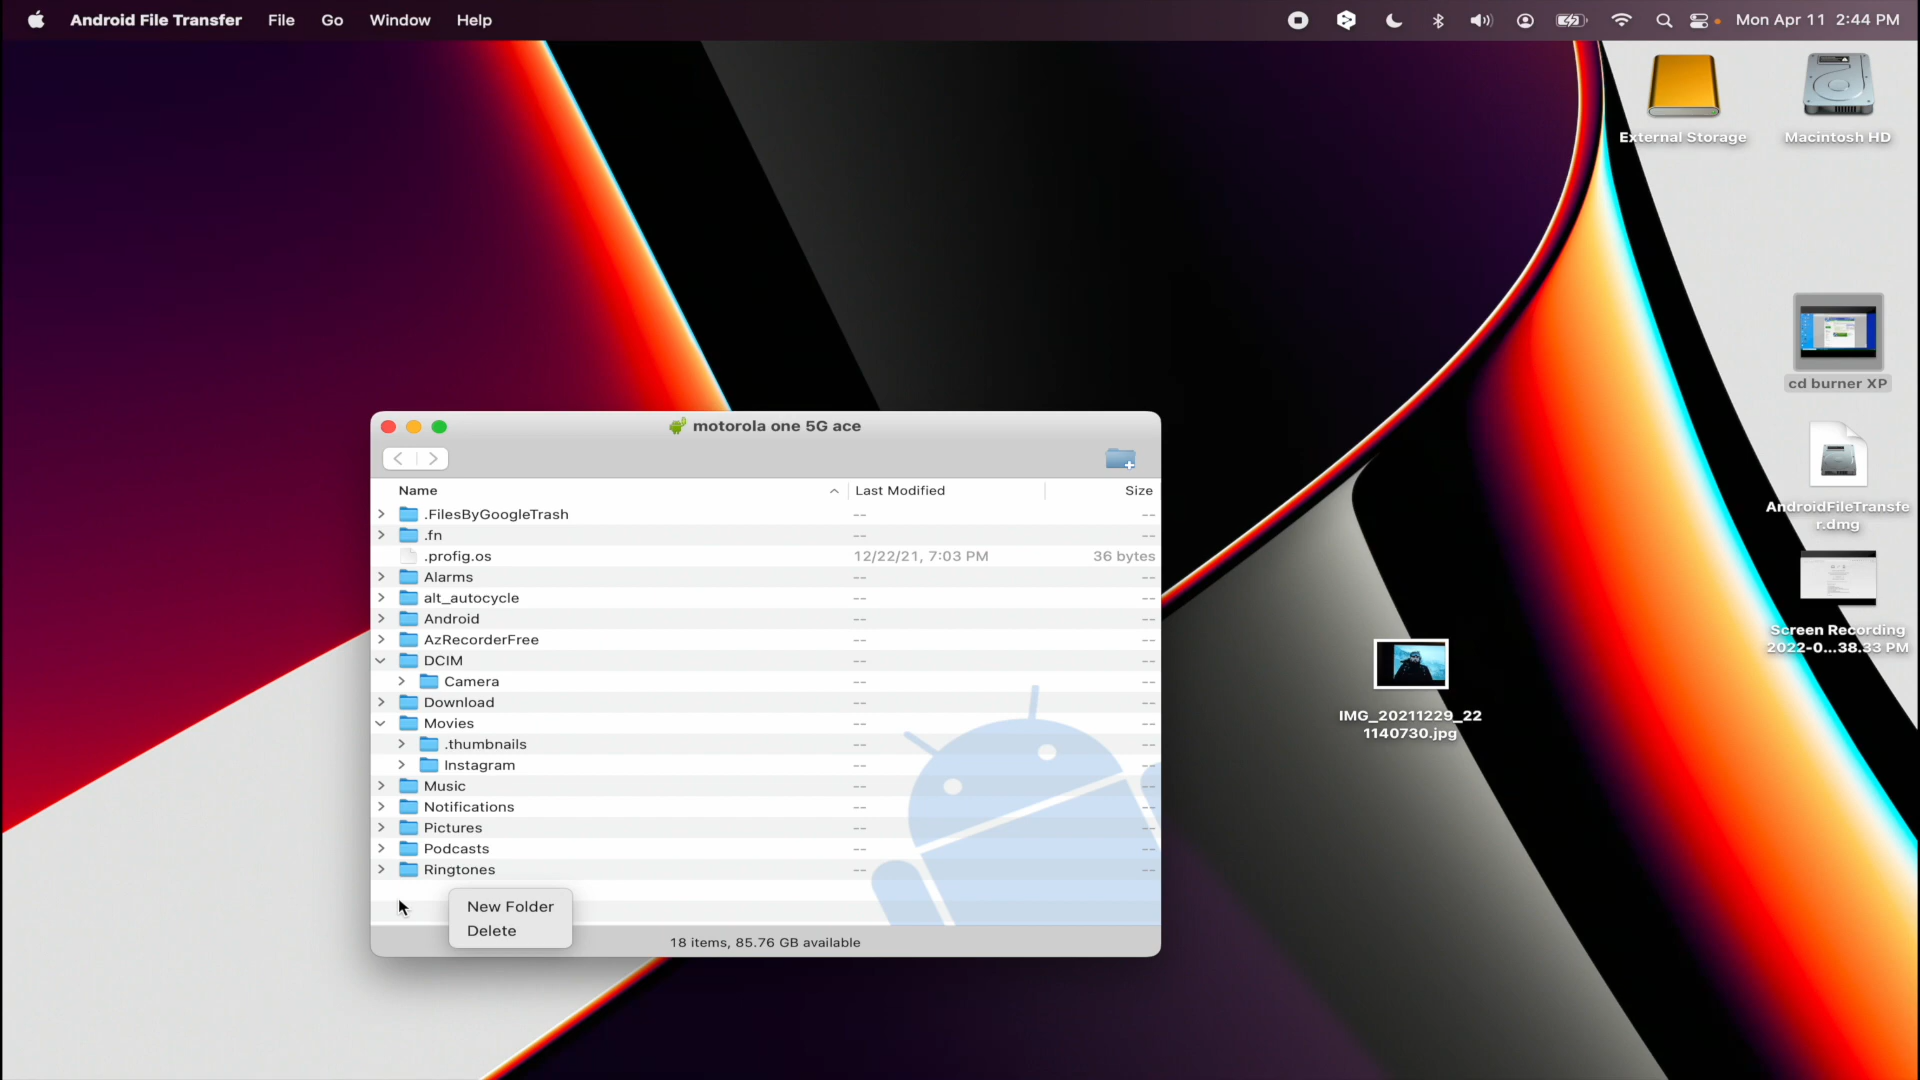 Android File Transfer File Go Window Help Mon Apr 11 2:44 PM
External Storage
Macintosh HD
cd burner XP
AndroidFileTransfe
r.dmg
Screen Recording
2022-0...38.33 PM
IMG_20211229_22
1140730.jpg
motorola one 5G ace
Name Last Modified Size
.FilesByGoogleTrash -- --
.fn -- --
.profig.os 12/22/21, 7:03 PM 36 bytes
Alarms -- --
alt_autocycle -- --
Android -- --
AzRecorderFree -- --
DCIM -- --
Camera -- --
Download -- --
Movies -- --
.thumbnails -- --
Instagram -- --
Music -- --
Notifications -- --
Pictures -- --
Podcasts -- --
Ringtones -- --
New Folder
Delete
18 items, 85.76 GB available